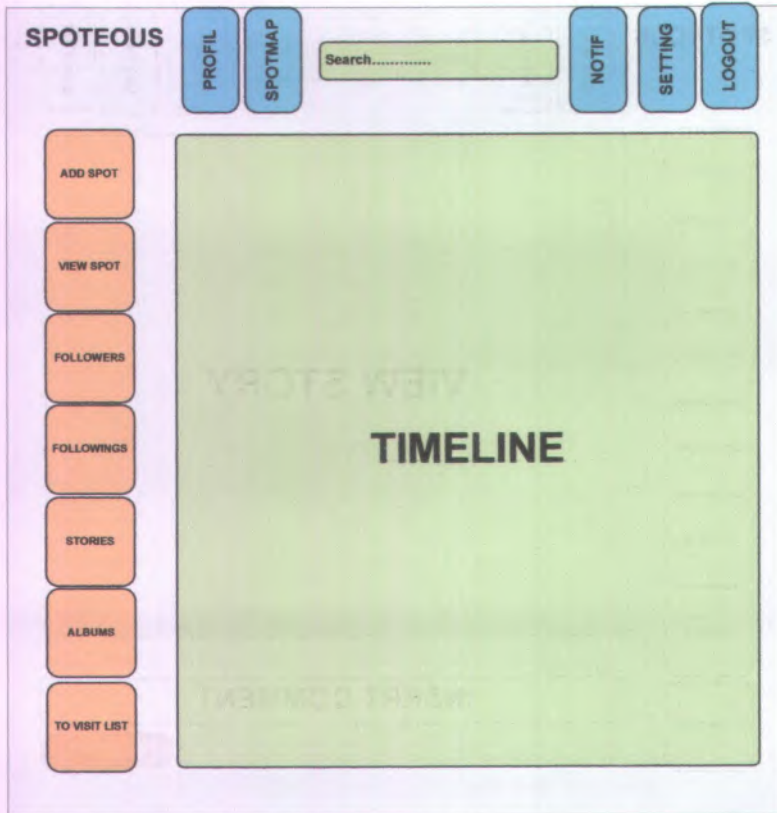 SPOTEOUS
PROFIL
SPOTMAP
Search.............
NOTIF
SETTING
LOGOUT
ADD SPOT
VIEW SPOT
FOLLOWERS
FOLLOWINGS
STORIES
ALBUMS
TO VISIT LIST
TIMELINE
VIEW STORY
INSERT COMMENT